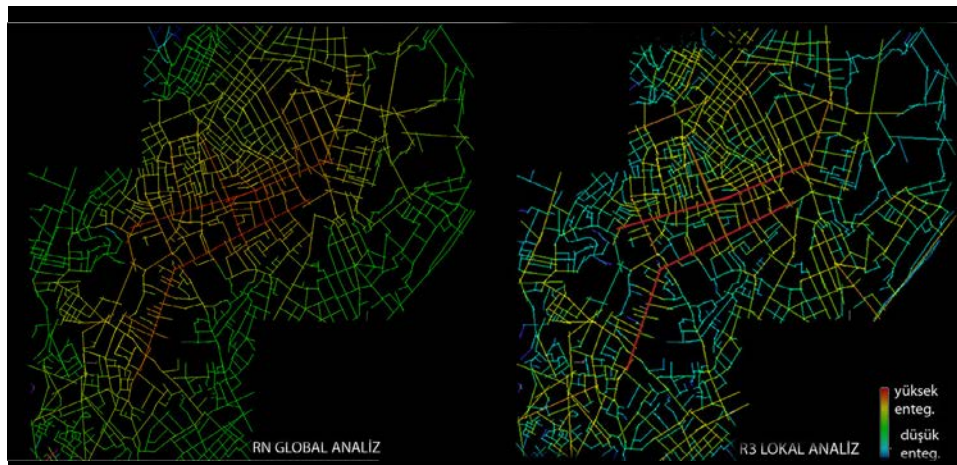 RN GLOBAL ANALİZ
R3 LOKAL ANALİZ
yüksek
enteg.
düşük
enteg.